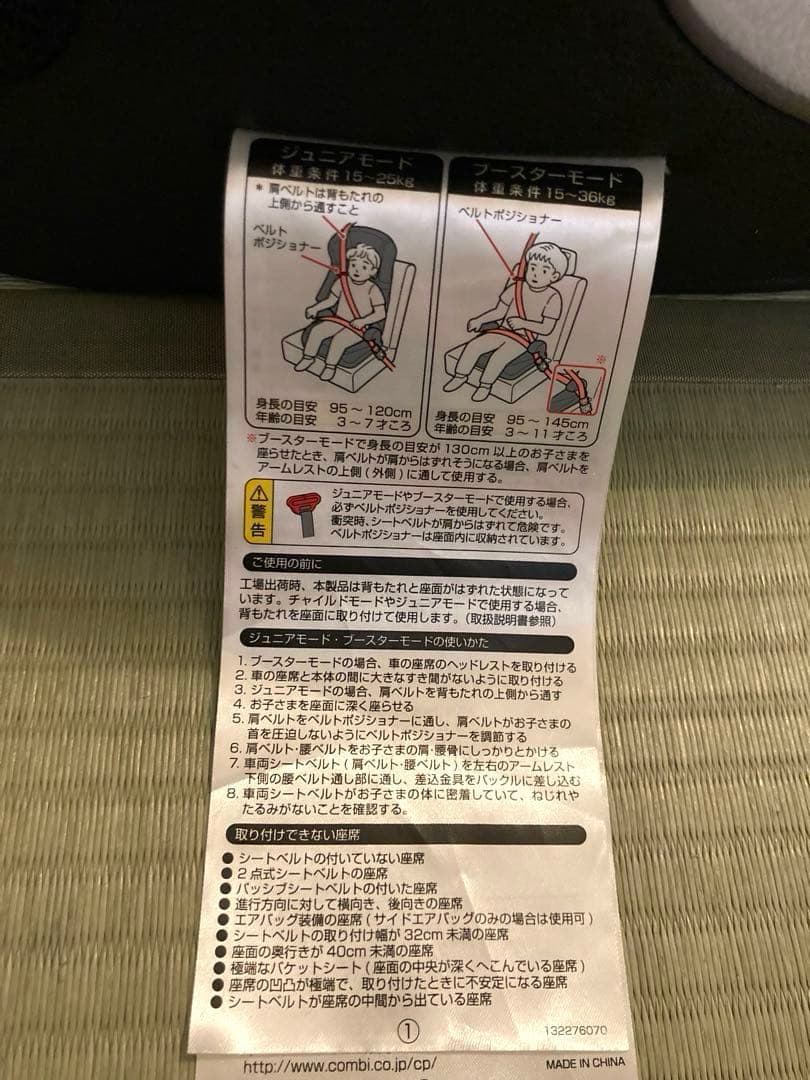 ジュニアモード
体重条件15～25kg
* 肩ベルトは背もたれの
上側から通すこと
ベルト
ポジショナー
身長の目安 95～120cm
年齢の目安 3～7才ころ
ブースターモード
体重条件15～36kg
ベルトポジショナー
※
身長の目安 95～145cm
年齢の目安 3～11才ころ
※ブースターモードで身長の目安が130cm以上のお子さまを
座らせたとき、肩ベルトが肩からはずれそうになる場合、肩ベルトを
アームレストの上側(外側)に通して使用する。
警告
ジュニアモードやブースターモードで使用する場合、
必ずベルトポジショナーを使用してください。
衝突時、シートベルトが肩からはずれて危険です。
ベルトポジショナーは座面内に収納されています。
ご使用の前に
工場出荷時、本製品は背もたれと座面がはずれた状態になって
います。チャイルドモードやジュニアモードで使用する場合、
背もたれを座面に取り付けて使用します。(取扱説明書参照)
ジュニアモード・ブースターモードの使いかた
1. ブースターモードの場合、車の座席のヘッドレストを取り付ける
2. 車の座席と本体の間に大きなすき間がないように取り付ける
3. ジュニアモードの場合、肩ベルトを背もたれの上側から通す
4. お子さまを座面に深く座らせる
5. 肩ベルトをベルトポジショナーに通し、肩ベルトがお子さまの
首を圧迫しないようにベルトポジショナーを調節する
6. 肩ベルト・腰ベルトをお子さまの肩・腰骨にしっかりとかける
7. 車両シートベルト(肩ベルト・腰ベルト)を左右のアームレスト
下側の腰ベルト通し部に通し、差込金具をバックルに差し込む
8. 車両シートベルトがお子さまの体に密着していて、ねじれや
たるみがないことを確認する。
取り付けできない座席
● シートベルトの付いていない座席
● 2点式シートベルトの座席
● パッシブシートベルトの付いた座席
● 進行方向に対して横向き、後向きの座席
● エアバッグ装備の座席(サイドエアバッグのみの場合は使用可)
● シートベルトの取り付け幅が32cm未満の座席
● 座面の奥行きが40cm未満の座席
● 極端なバケットシート(座面の中央が深くへこんでいる座席)
● 座席の凹凸が極端で、取り付けたときに不安定になる座席
● シートベルトが座席の中間から出ている座席
①
132276070
http://www.combi.co.jp/cp/
MADE IN CHINA